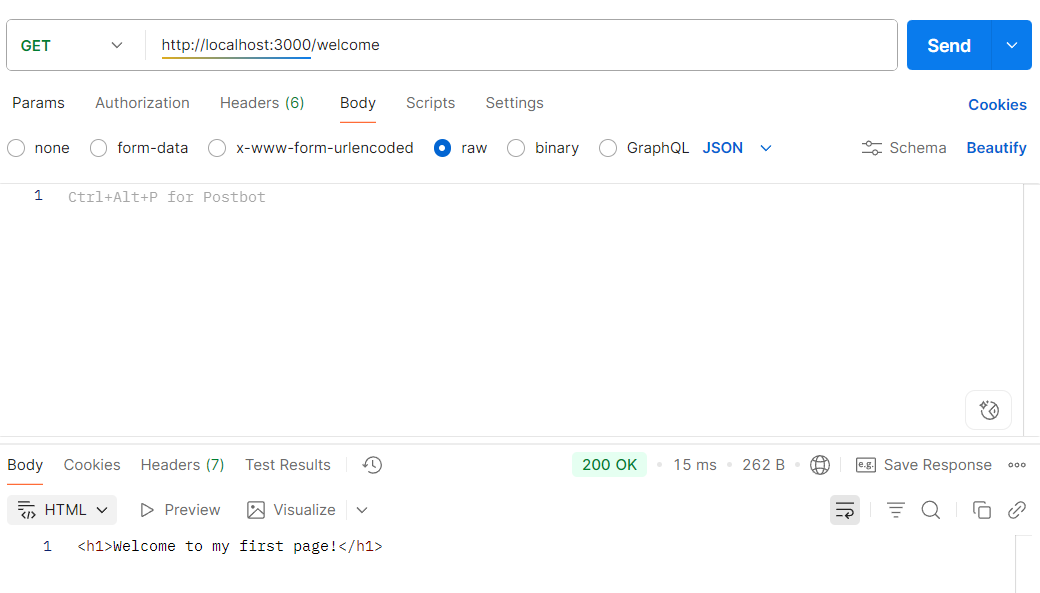 GET http://localhost:3000/welcome Send
Params Authorization Headers (6) Body Scripts Settings Cookies
none form-data x-www-form-urlencoded raw binary GraphQL JSON Schema Beautify
1 Ctrl+Alt+P for Postbot
Body Cookies Headers (7) Test Results 200 OK • 15 ms • 262 B • e.g. Save Response
HTML Preview Visualize
1 <h1>Welcome to my first page!</h1>